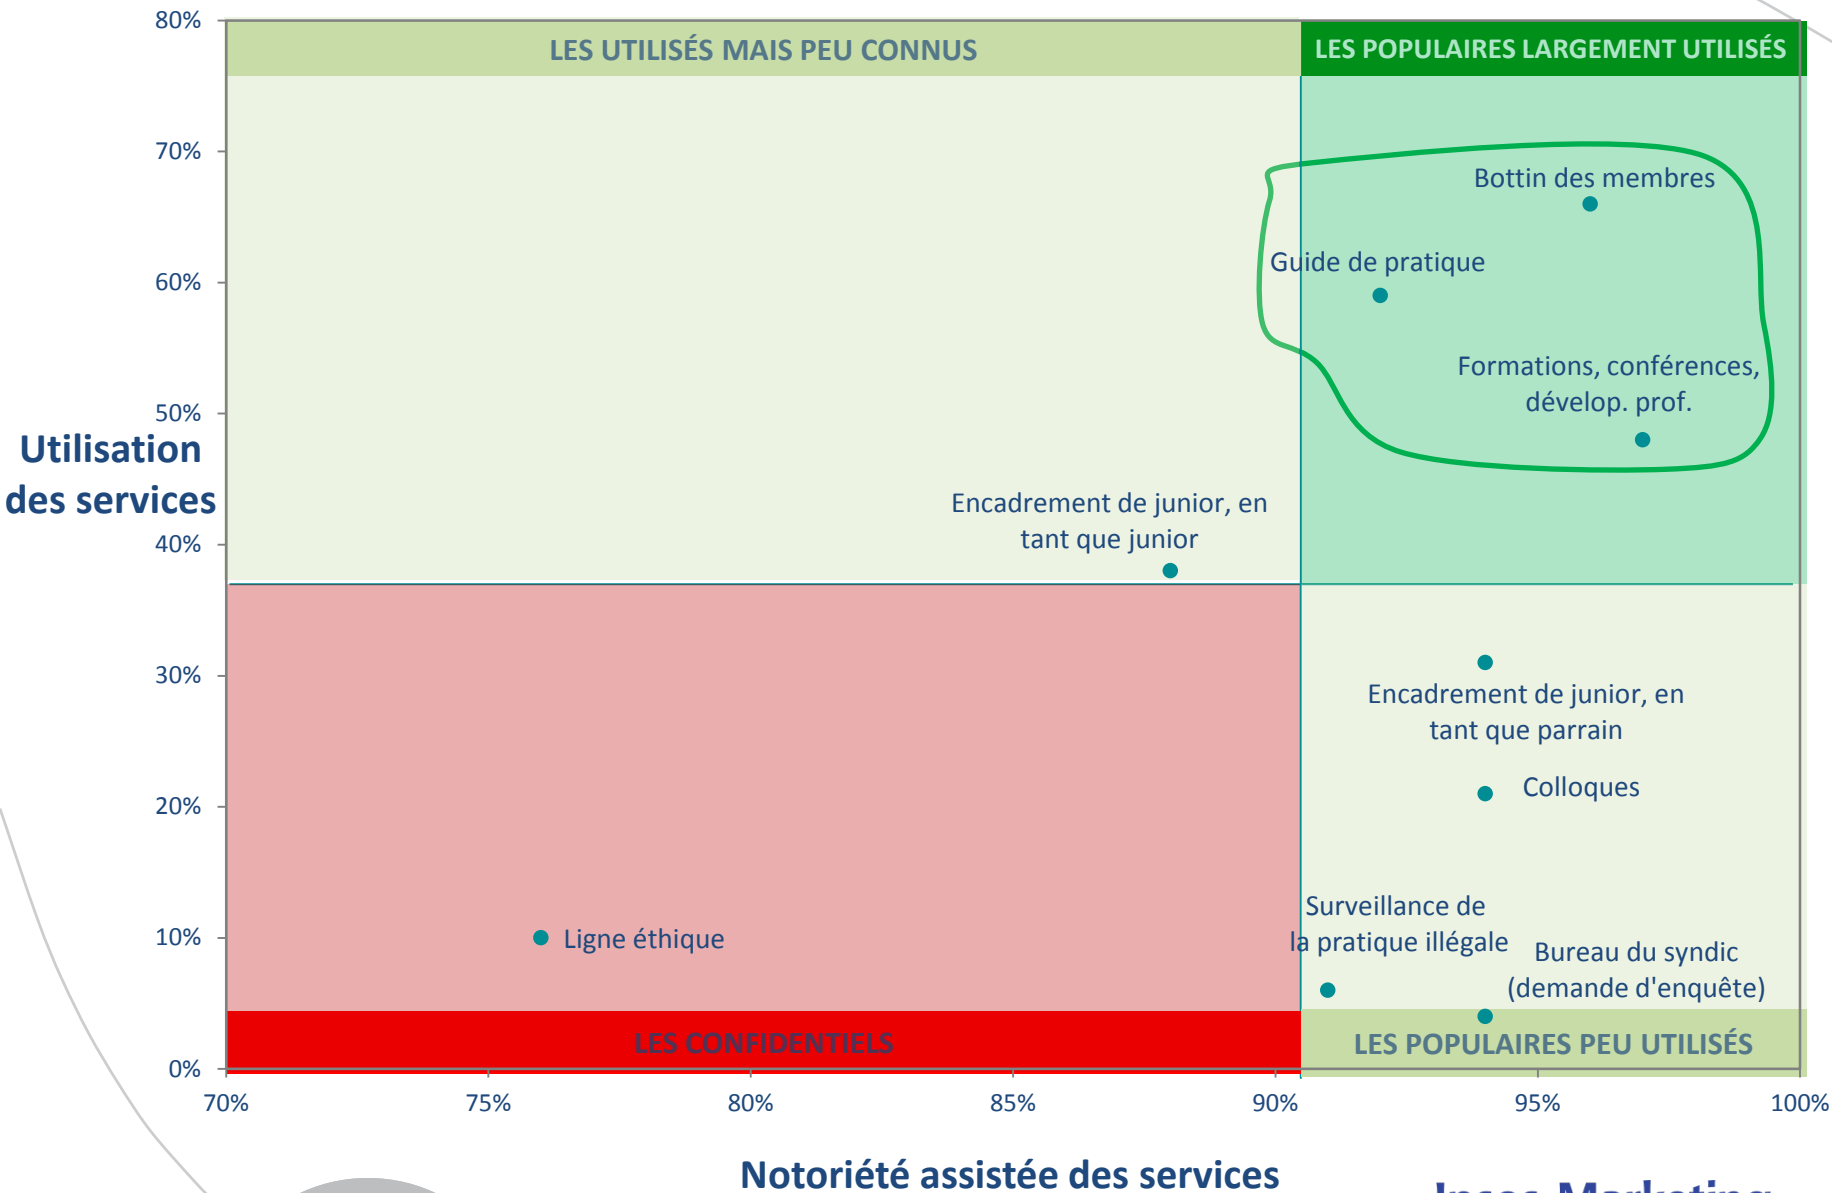 80%
LES UTILISÉS MAIS PEU CONNUS
LES POPULAIRES LARGEMENT UTILISÉS
70%
Bottin des membres
60%
Guide de pratique
Formations, conférences,
dévelop. prof.
50%
Utilisation
des services
Encadrement de junior, en
tant que junior
40%
30%
Encadrement de junior, en
tant que parrain
20%
Colloques
Surveillance de
la pratique illégale
10%
Ligne éthique
Bureau du syndic
(demande d'enquête)
LES CONFIDENTIELS
LES POPULAIRES PEU UTILISÉS
0%
70%
75%
80%
85%
90%
95%
100%
Notoriété assistée des services
Ipsos Marketing